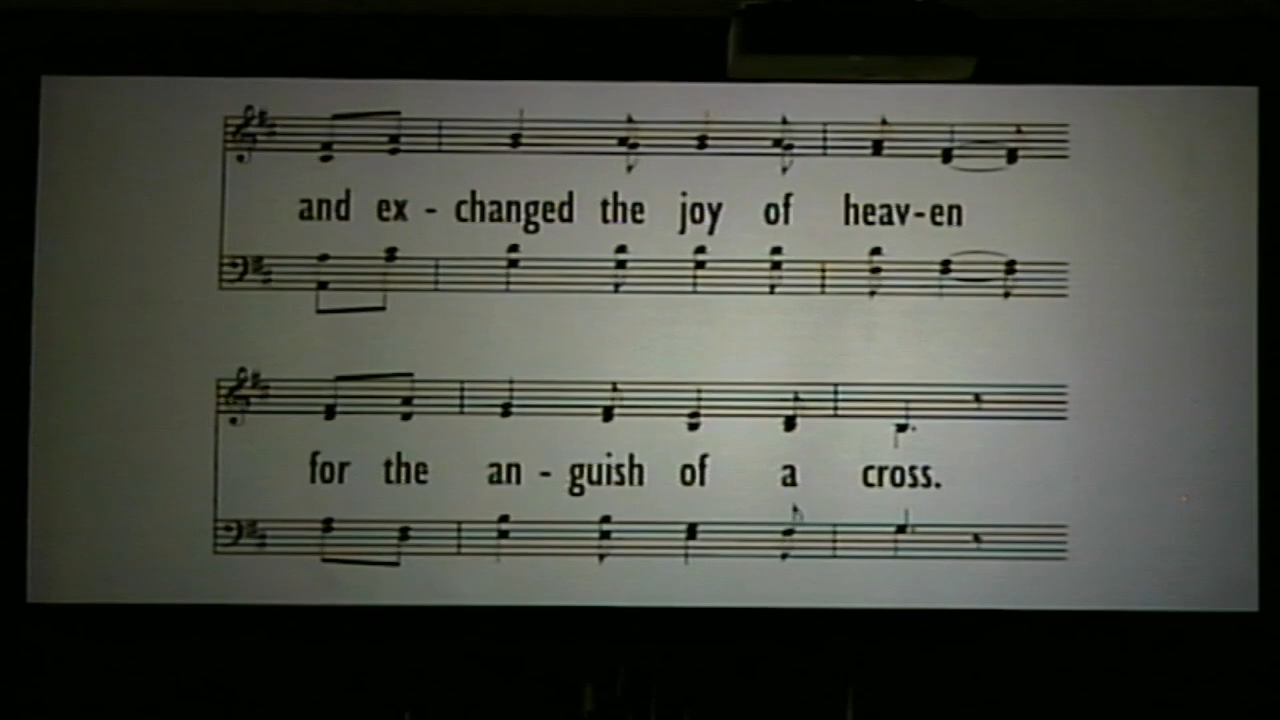 and ex - changed the joy of heav-en
for the an - guish of a cross.